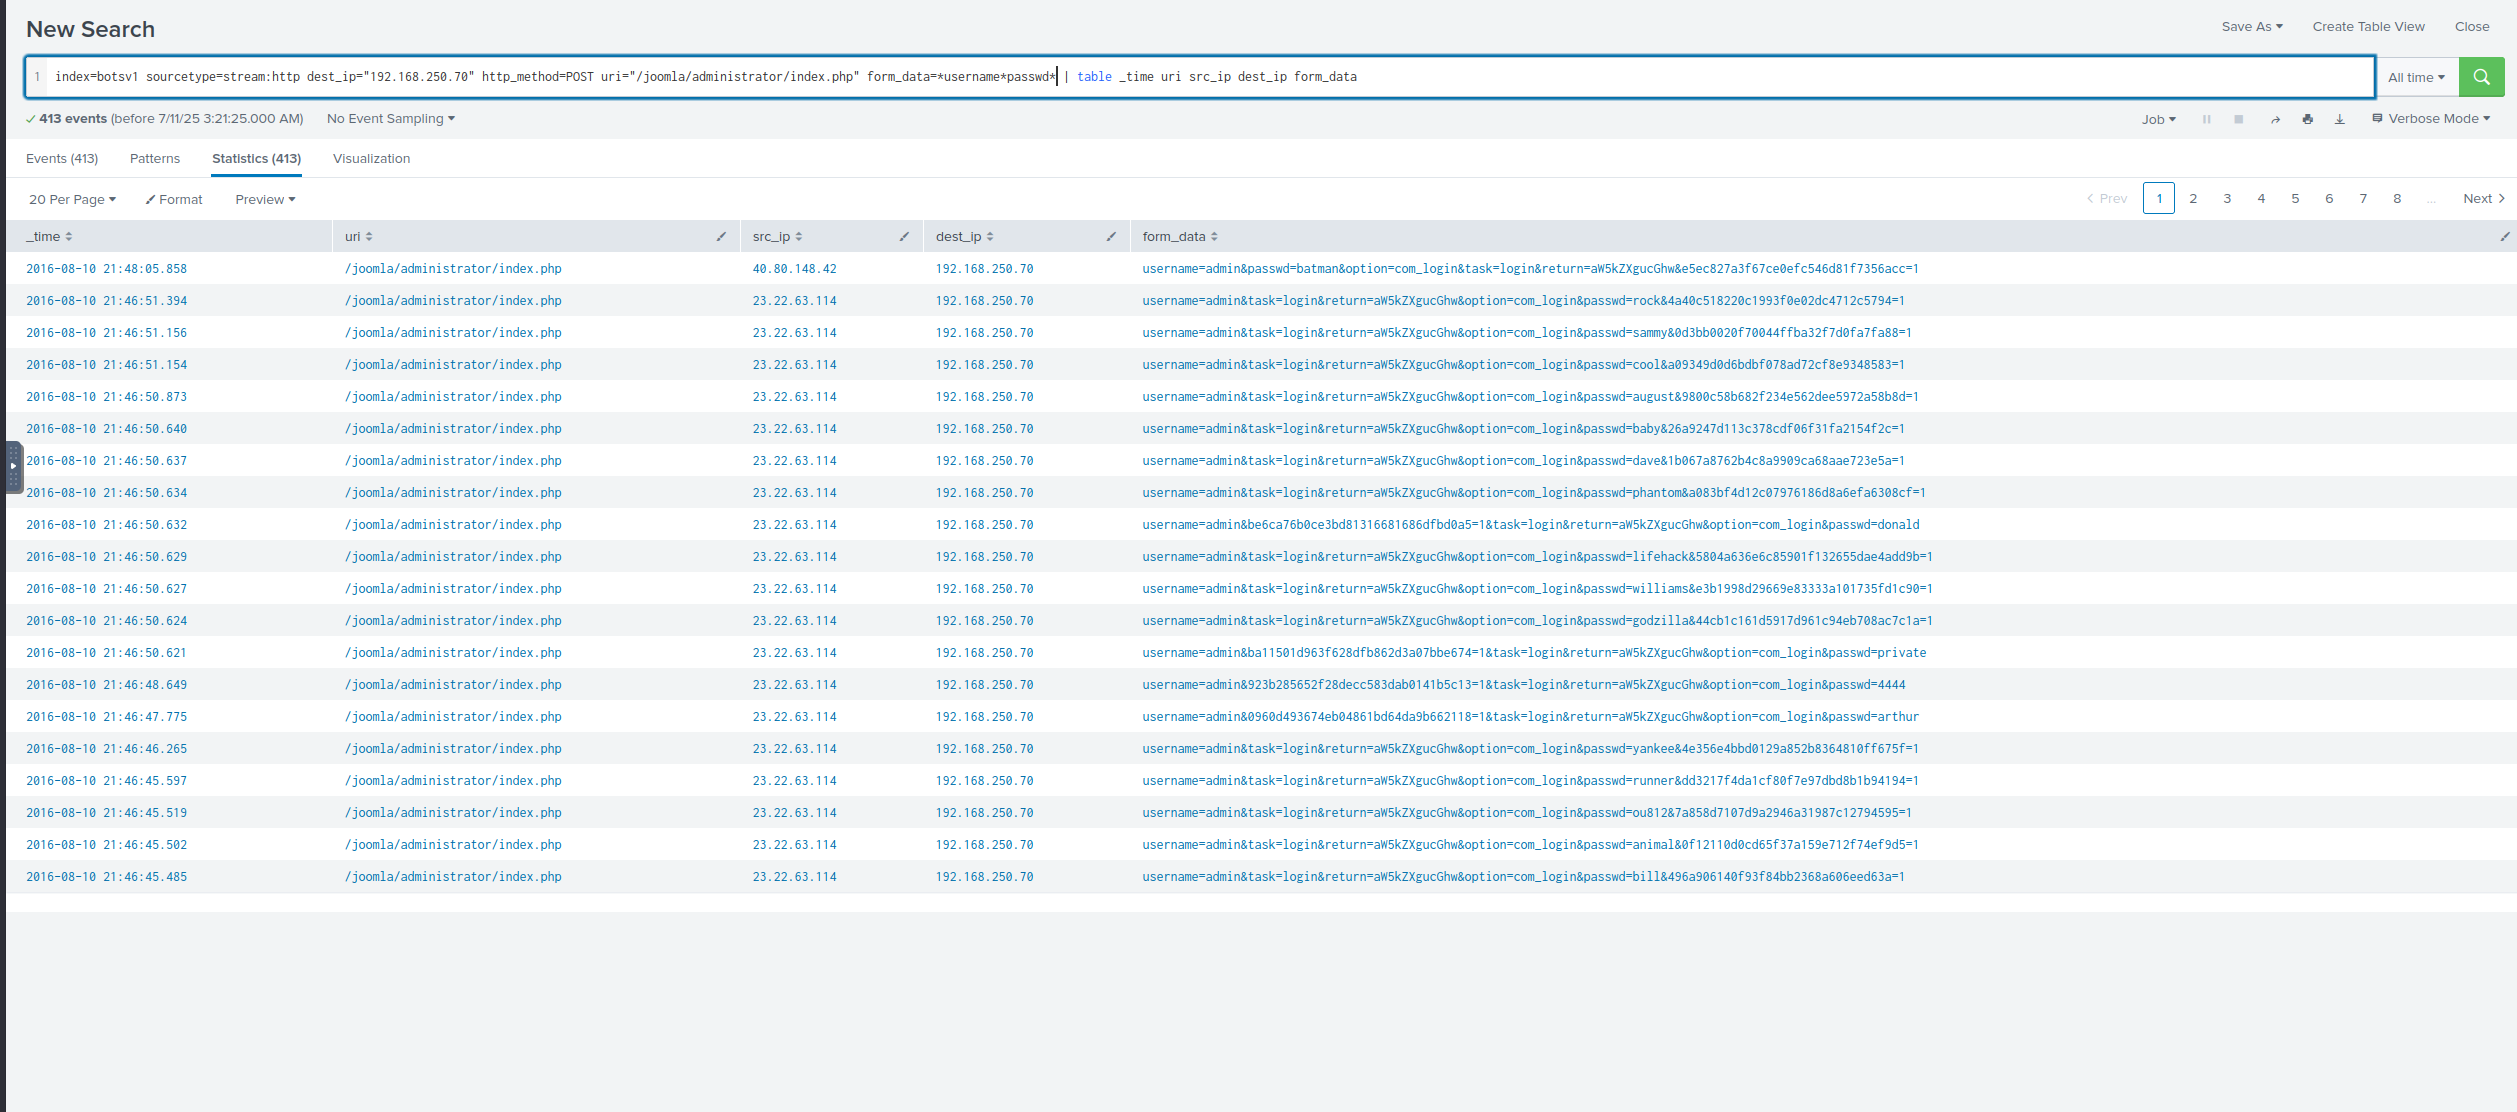 New Search
Save As Create Table View Close
1 index=botsv1 sourcetype=stream:http dest_ip="192.168.250.70" http_method=POST uri="/joomla/administrator/index.php" form_data=*username*passwd* | table _time uri src_ip dest_ip form_data
All time
413 events (before 7/11/25 3:21:25.000 AM) No Event Sampling
Job Verbose Mode
Events (413) Patterns Statistics (413) Visualization
20 Per Page Format Preview
Prev 1 2 3 4 5 6 7 8 ... Next
_time uri src_ip dest_ip form_data
2016-08-10 21:48:05.858 /joomla/administrator/index.php 40.80.148.42 192.168.250.70 username=admin&passwd=batman&option=com_login&task=login&return=aW5kZXgucGhw&e5ec827a3f67ce0efc546d81f7356acc=1
2016-08-10 21:46:51.394 /joomla/administrator/index.php 23.22.63.114 192.168.250.70 username=admin&task=login&return=aW5kZXgucGhw&option=com_login&passwd=rock&4a40c518220c1993f0e02dc4712c5794=1
2016-08-10 21:46:51.156 /joomla/administrator/index.php 23.22.63.114 192.168.250.70 username=admin&task=login&return=aW5kZXgucGhw&option=com_login&passwd=sammy&0d3bb0020f70044ffba32f7d0fa7fa88=1
2016-08-10 21:46:51.154 /joomla/administrator/index.php 23.22.63.114 192.168.250.70 username=admin&task=login&return=aW5kZXgucGhw&option=com_login&passwd=cool&a09349d0d6bdbf078ad72cf8e9348583=1
2016-08-10 21:46:50.873 /joomla/administrator/index.php 23.22.63.114 192.168.250.70 username=admin&task=login&return=aW5kZXgucGhw&option=com_login&passwd=august&9800c58b682f234e562dee5972a58b8d=1
2016-08-10 21:46:50.640 /joomla/administrator/index.php 23.22.63.114 192.168.250.70 username=admin&task=login&return=aW5kZXgucGhw&option=com_login&passwd=baby&26a9247d113c378cdf06f31fa2154f2c=1
2016-08-10 21:46:50.637 /joomla/administrator/index.php 23.22.63.114 192.168.250.70 username=admin&task=login&return=aW5kZXgucGhw&option=com_login&passwd=dave&1b067a8762b4c8a9909ca68aae723e5a=1
2016-08-10 21:46:50.634 /joomla/administrator/index.php 23.22.63.114 192.168.250.70 username=admin&task=login&return=aW5kZXgucGhw&option=com_login&passwd=phantom&a083bf4d12c07976186d8a6efa6308cf=1
2016-08-10 21:46:50.632 /joomla/administrator/index.php 23.22.63.114 192.168.250.70 username=admin&be6ca76b0ce3bd81316681686dfbd0a5=1&task=login&return=aW5kZXgucGhw&option=com_login&passwd=donald
2016-08-10 21:46:50.629 /joomla/administrator/index.php 23.22.63.114 192.168.250.70 username=admin&task=login&return=aW5kZXgucGhw&option=com_login&passwd=lifehack&5804a636e6c85901f132655dae4add9b=1
2016-08-10 21:46:50.627 /joomla/administrator/index.php 23.22.63.114 192.168.250.70 username=admin&task=login&return=aW5kZXgucGhw&option=com_login&passwd=williams&e3b1998d29669e83333a101735fd1c90=1
2016-08-10 21:46:50.624 /joomla/administrator/index.php 23.22.63.114 192.168.250.70 username=admin&task=login&return=aW5kZXgucGhw&option=com_login&passwd=godzilla&44cb1c161d5917d961c94eb708ac7c1a=1
2016-08-10 21:46:50.621 /joomla/administrator/index.php 23.22.63.114 192.168.250.70 username=admin&ba11501d963f628dfb862d3a07bbe674=1&task=login&return=aW5kZXgucGhw&option=com_login&passwd=private
2016-08-10 21:46:48.649 /joomla/administrator/index.php 23.22.63.114 192.168.250.70 username=admin&923b285652f28decc583dab0141b5c13=1&task=login&return=aW5kZXgucGhw&option=com_login&passwd=4444
2016-08-10 21:46:47.775 /joomla/administrator/index.php 23.22.63.114 192.168.250.70 username=admin&0960d493674eb04861bd64da9b662118=1&task=login&return=aW5kZXgucGhw&option=com_login&passwd=arthur
2016-08-10 21:46:46.265 /joomla/administrator/index.php 23.22.63.114 192.168.250.70 username=admin&task=login&return=aW5kZXgucGhw&option=com_login&passwd=yankee&4e356e4bbd0129a852b8364810ff675f=1
2016-08-10 21:46:45.597 /joomla/administrator/index.php 23.22.63.114 192.168.250.70 username=admin&task=login&return=aW5kZXgucGhw&option=com_login&passwd=runner&dd3217f4da1cf80f7e97dbd8b1b94194=1
2016-08-10 21:46:45.519 /joomla/administrator/index.php 23.22.63.114 192.168.250.70 username=admin&task=login&return=aW5kZXgucGhw&option=com_login&passwd=ou812&7a858d7107d9a2946a31987c12794595=1
2016-08-10 21:46:45.502 /joomla/administrator/index.php 23.22.63.114 192.168.250.70 username=admin&task=login&return=aW5kZXgucGhw&option=com_login&passwd=animal&0f12110d0cd65f37a159e712f74ef9d5=1
2016-08-10 21:46:45.485 /joomla/administrator/index.php 23.22.63.114 192.168.250.70 username=admin&task=login&return=aW5kZXgucGhw&option=com_login&passwd=bill&496a906140f93f84bb2368a606eed63a=1